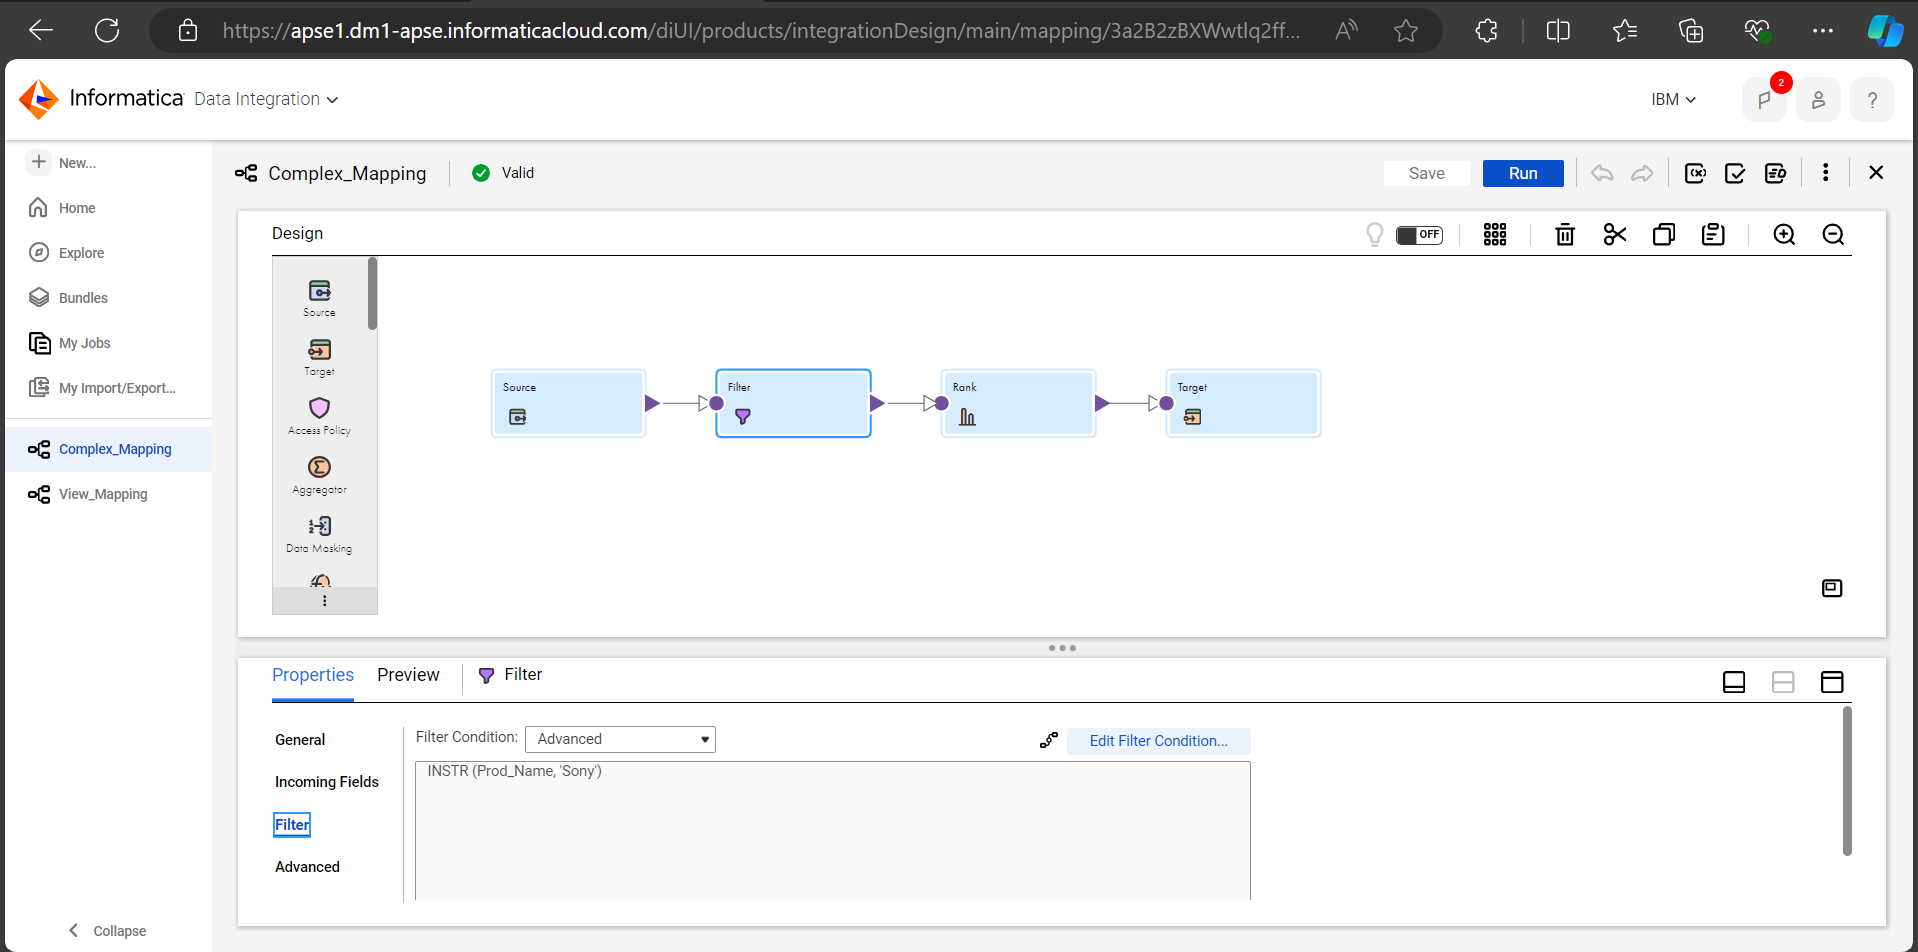 https://apse1.dm1-apse.informaticacloud.com/diUI/products/integrationDesign/main/mapping/3a2B2zBXWwtlq2ff...
Informatica Data Integration
IBM
2
?
New...
Home
Explore
Bundles
My Jobs
My Import/Export...
Complex_Mapping
View_Mapping
Collapse
Complex_Mapping
Valid
Save
Run
Design
OFF
Source
Target
Access Policy
Aggregator
Data Masking
Source
Filter
Rank
Target
Properties
Preview
Filter
General
Incoming Fields
Filter
Advanced
Filter Condition:
Advanced
Edit Filter Condition...
INSTR (Prod_Name, 'Sony')